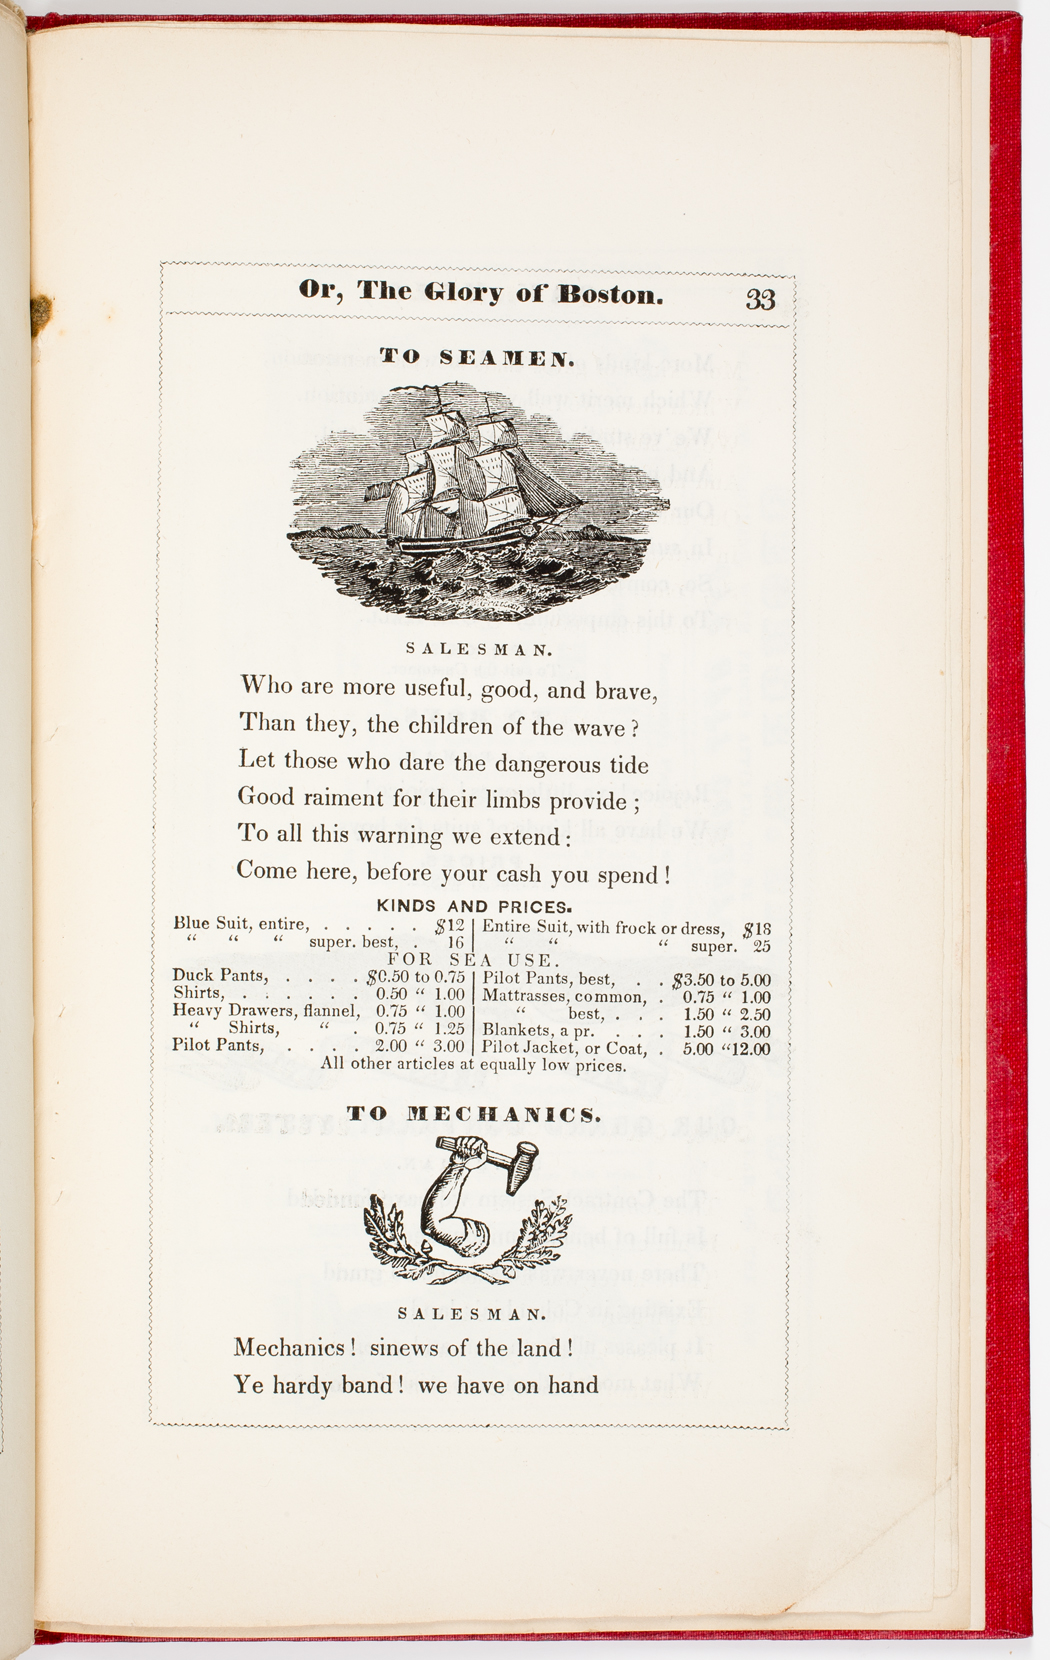 Or, The Glory of Boston. 33
TO SEAMEN.
SALESMAN.
Who are more useful, good, and brave,
Than they, the children of the wave?
Let those who dare the dangerous tide
Good raiment for their limbs provide;
To all this warning we extend:
Come here, before your cash you spend!
KINDS AND PRICES.
Blue Suit, entire, . . . . . $12 | Entire Suit, with frock or dress, $18
“ “ “ super. best, . 16 | “ “ “ super. 25
FOR SEA USE.
Duck Pants, . . . . $0.50 to 0.75 | Pilot Pants, best, . . $3.50 to 5.00
Shirts, . . . . . . 0.50 “ 1.00 | Mattrasses, common, . 0.75 “ 1.00
Heavy Drawers, flannel, 0.75 “ 1.00 | “ best, . . . 1.50 “ 2.50
“ Shirts, “ . 0.75 “ 1.25 | Blankets, a pr. . . . 1.50 “ 3.00
Pilot Pants, . . . . 2.00 “ 3.00 | Pilot Jacket, or Coat, . 5.00 “12.00
All other articles at equally low prices.
TO MECHANICS.
SALESMAN.
Mechanics! sinews of the land!
Ye hardy band! we have on hand